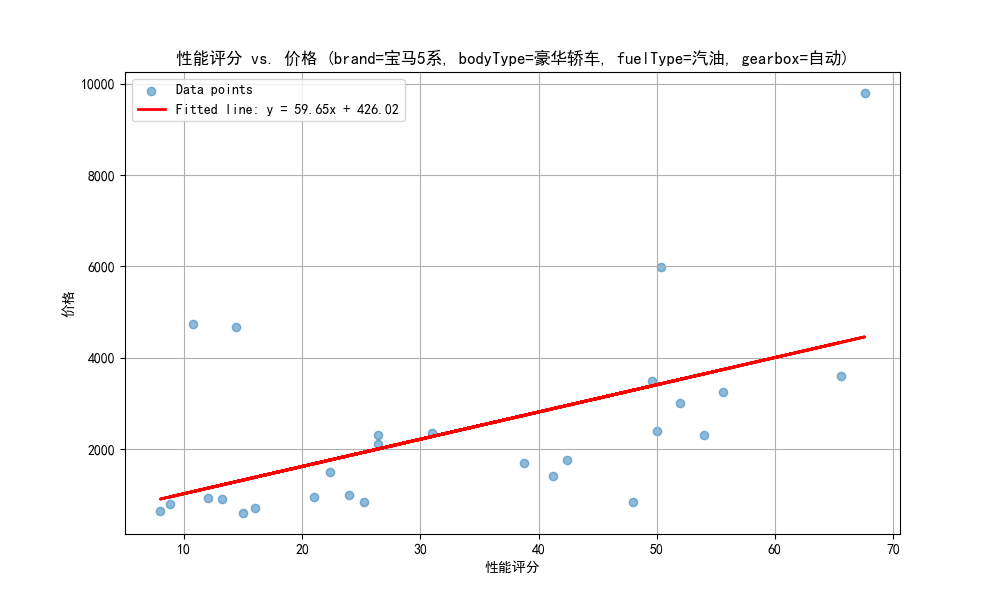 性能评分 vs. 价格 (brand=宝马5系, bodyType=豪华轿车, fuelType=汽油, gearbox=自动)
Data points
Fitted line: y = 59.65x + 426.02
10000
8000
6000
4000
2000
价格
10 20 30 40 50 60 70
性能评分